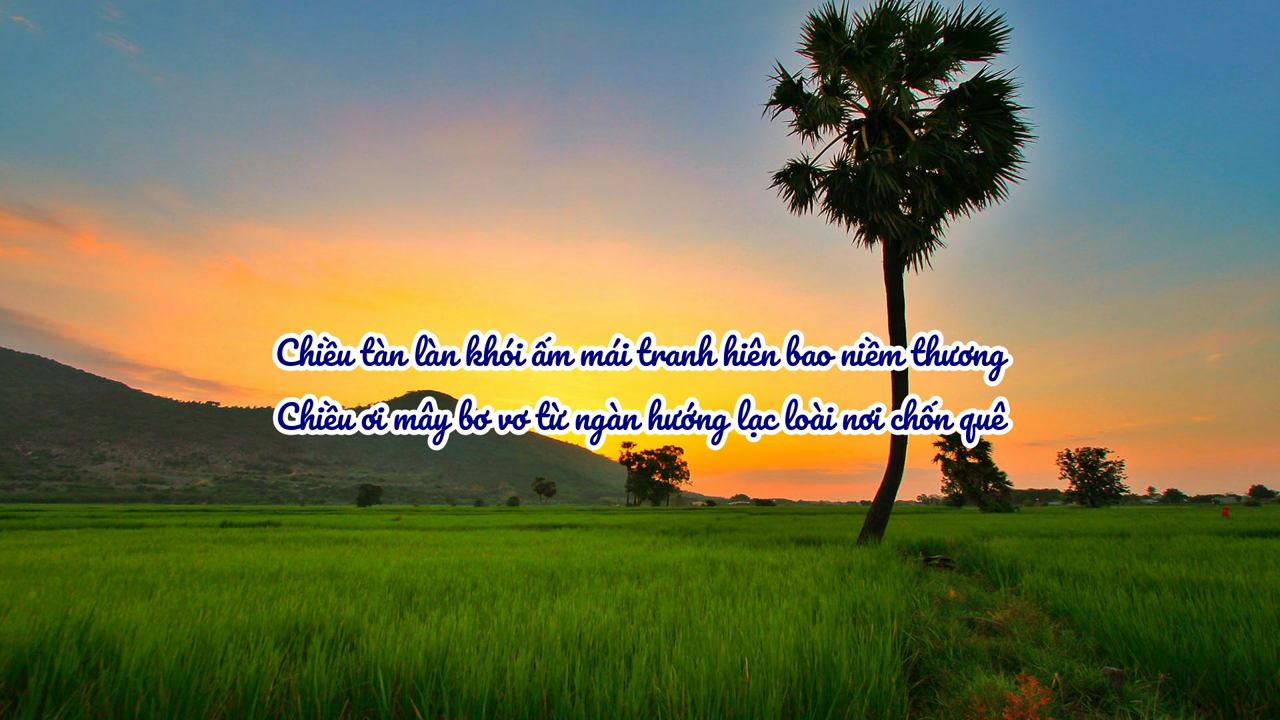 Chiều tàn làn khói ấm mái tranh hiên bao niềm thương
Chiều ơi mây bơ vơ từ ngàn hướng lạc loài nơi chốn quê